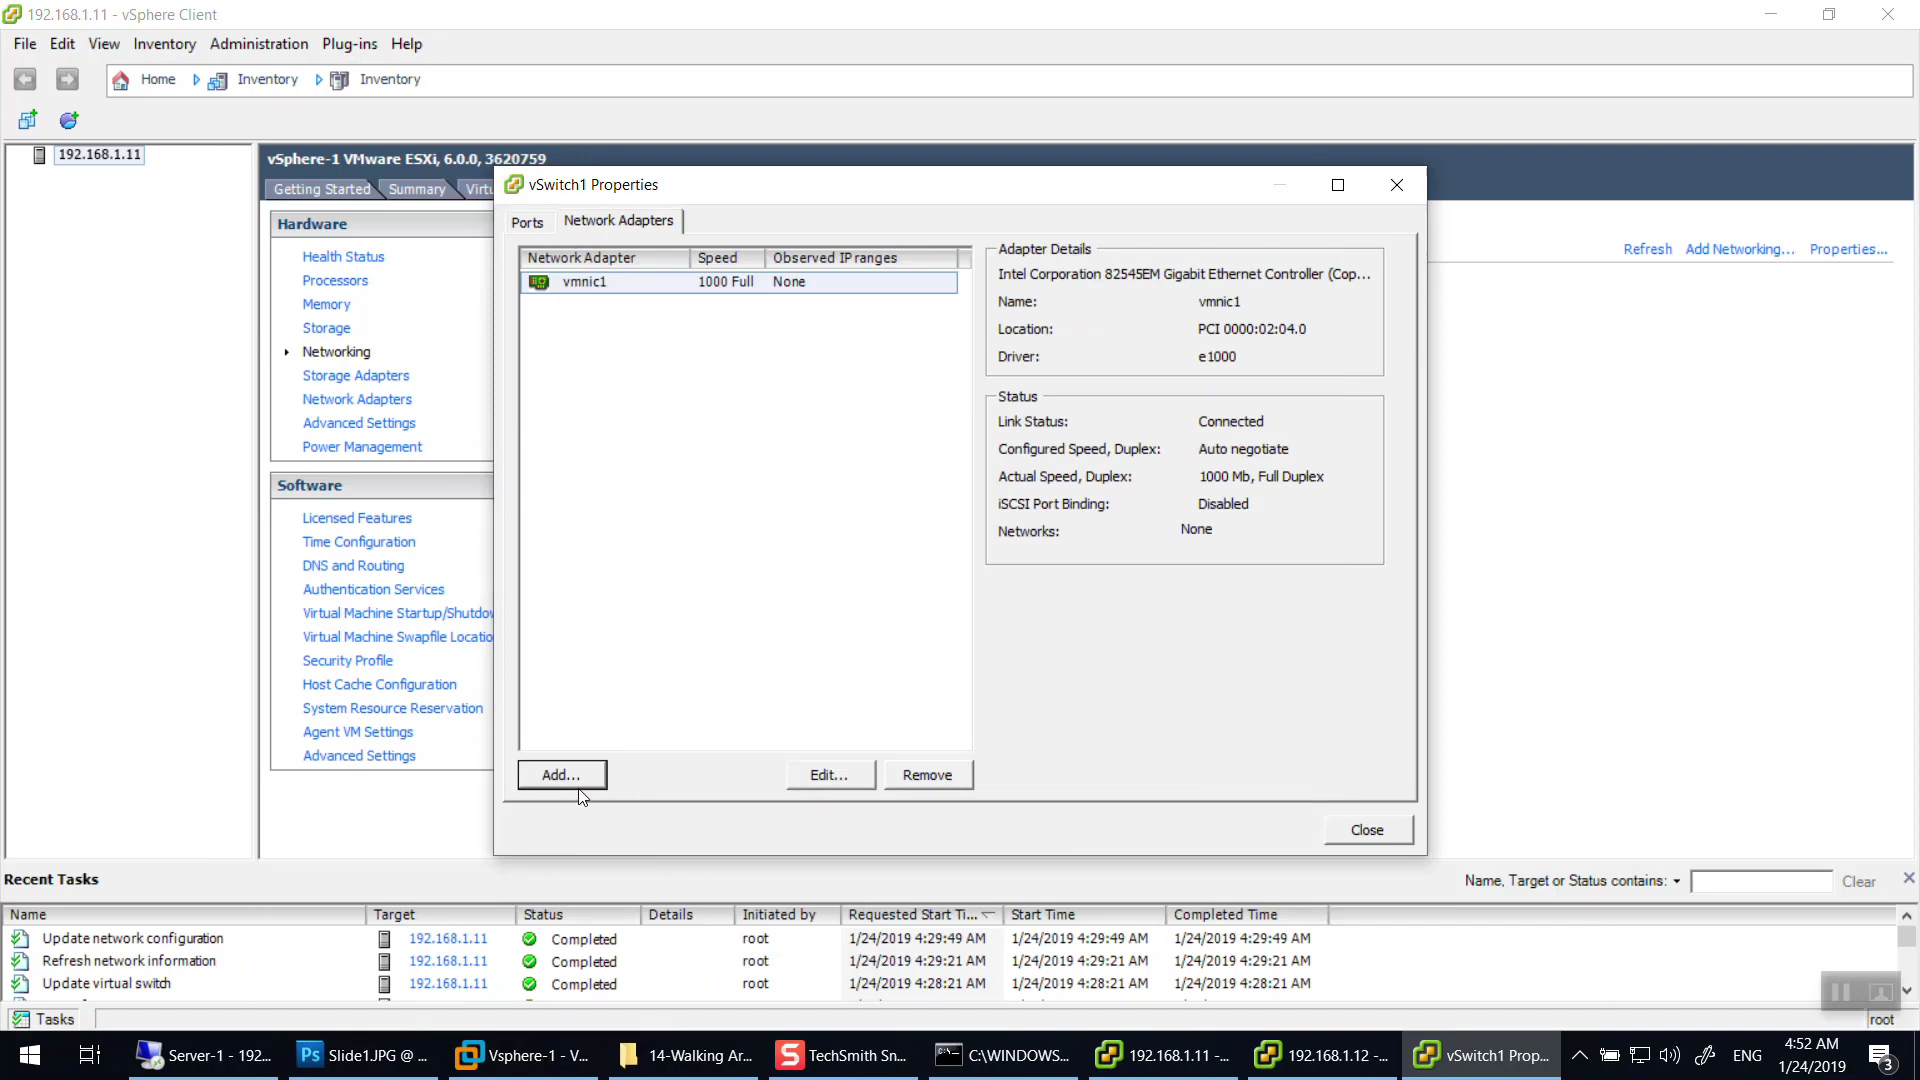 192.168.1.11 - vSphere Client
File Edit View Inventory Administration Plug-ins Help
Home Inventory Inventory
192.168.1.11
vSphere-1 VMware ESXi, 6.0.0, 3620759
Getting Started Summary Virtu
Hardware
Health Status
Processors
Memory
Storage
Networking
Storage Adapters
Network Adapters
Advanced Settings
Power Management
Software
Licensed Features
Time Configuration
DNS and Routing
Authentication Services
Virtual Machine Startup/Shutdov
Virtual Machine Swapfile Locatio
Security Profile
Host Cache Configuration
System Resource Reservation
Agent VM Settings
Advanced Settings
Refresh Add Networking... Properties...
vSwitch1 Properties
Ports Network Adapters
Network Adapter Speed Observed IP ranges
vmnic1 1000 Full None
Add... Edit... Remove
Adapter Details
Intel Corporation 82545EM Gigabit Ethernet Controller (Cop...
Name: vmnic1
Location: PCI 0000:02:04.0
Driver: e1000
Status
Link Status: Connected
Configured Speed, Duplex: Auto negotiate
Actual Speed, Duplex: 1000 Mb, Full Duplex
iSCSI Port Binding: Disabled
Networks: None
Close
Recent Tasks
Name, Target or Status contains: Clear
Name Target Status Details Initiated by Requested Start Ti... Start Time Completed Time
Update network configuration 192.168.1.11 Completed root 1/24/2019 4:29:49 AM 1/24/2019 4:29:49 AM 1/24/2019 4:29:49 AM
Refresh network information 192.168.1.11 Completed root 1/24/2019 4:29:21 AM 1/24/2019 4:29:21 AM 1/24/2019 4:29:21 AM
Update virtual switch 192.168.1.11 Completed root 1/24/2019 4:28:21 AM 1/24/2019 4:28:21 AM 1/24/2019 4:28:21 AM
Tasks root
Server-1 - 192... Ps Slide1.JPG @ ... Vsphere-1 - V... 14-Walking Ar... S TechSmith Sn... C:\WINDOWS... 192.168.1.11 -... 192.168.1.12 -... vSwitch1 Prop... ENG 4:52 AM
1/24/2019 3